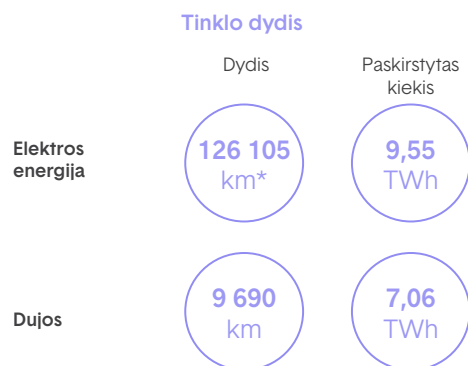 Tinklo dydis
Dydis
Paskirstytas
kiekis
Elektros
energija
126 105
km*
9,55
TWh
Dujos
9 690
km
7,06
TWh